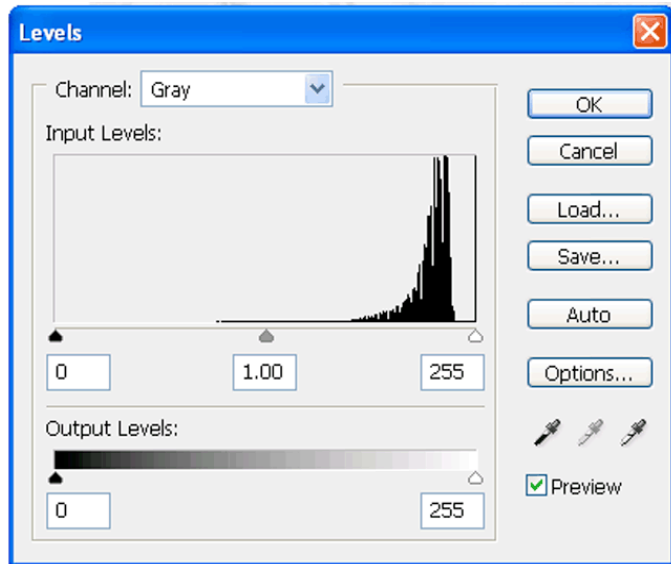 Levels
Channel: Gray
Input Levels:
0 1.00 255
Output Levels:
0 255
OK
Cancel
Load...
Save...
Auto
Options...
Preview